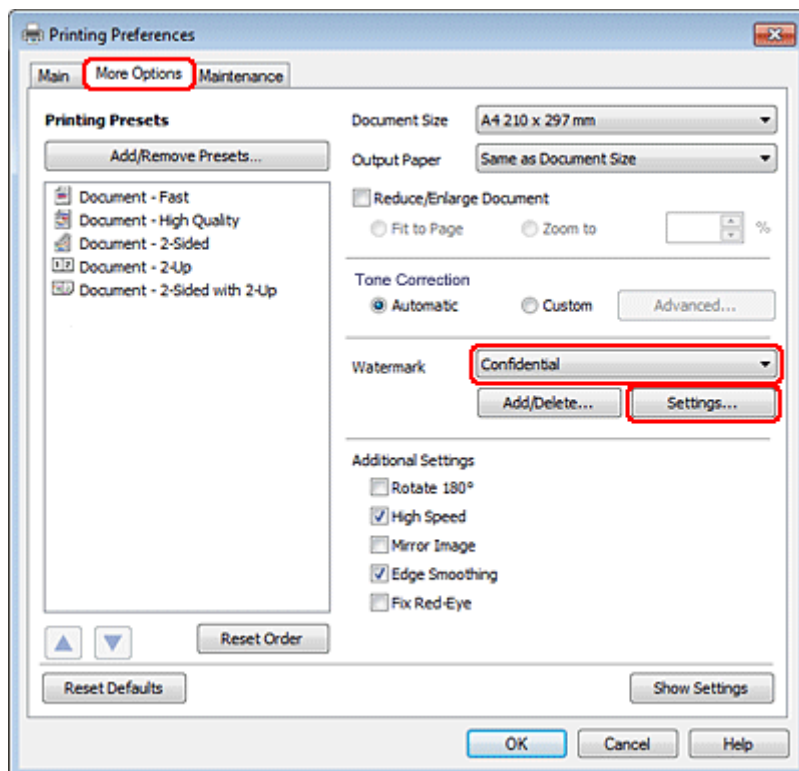 Printing Preferences
Main More Options Maintenance
Printing Presets
Add/Remove Presets...
Document - Fast
Document - High Quality
Document - 2-Sided
Document - 2-Up
Document - 2-Sided with 2-Up
Reset Order
Document Size A4 210 x 297 mm
Output Paper Same as Document Size
Reduce/Enlarge Document
Fit to Page Zoom to %
Tone Correction
Automatic Custom Advanced...
Watermark Confidential
Add/Delete... Settings...
Additional Settings
Rotate 180°
High Speed
Mirror Image
Edge Smoothing
Fix Red-Eye
Reset Defaults Show Settings
OK Cancel Help